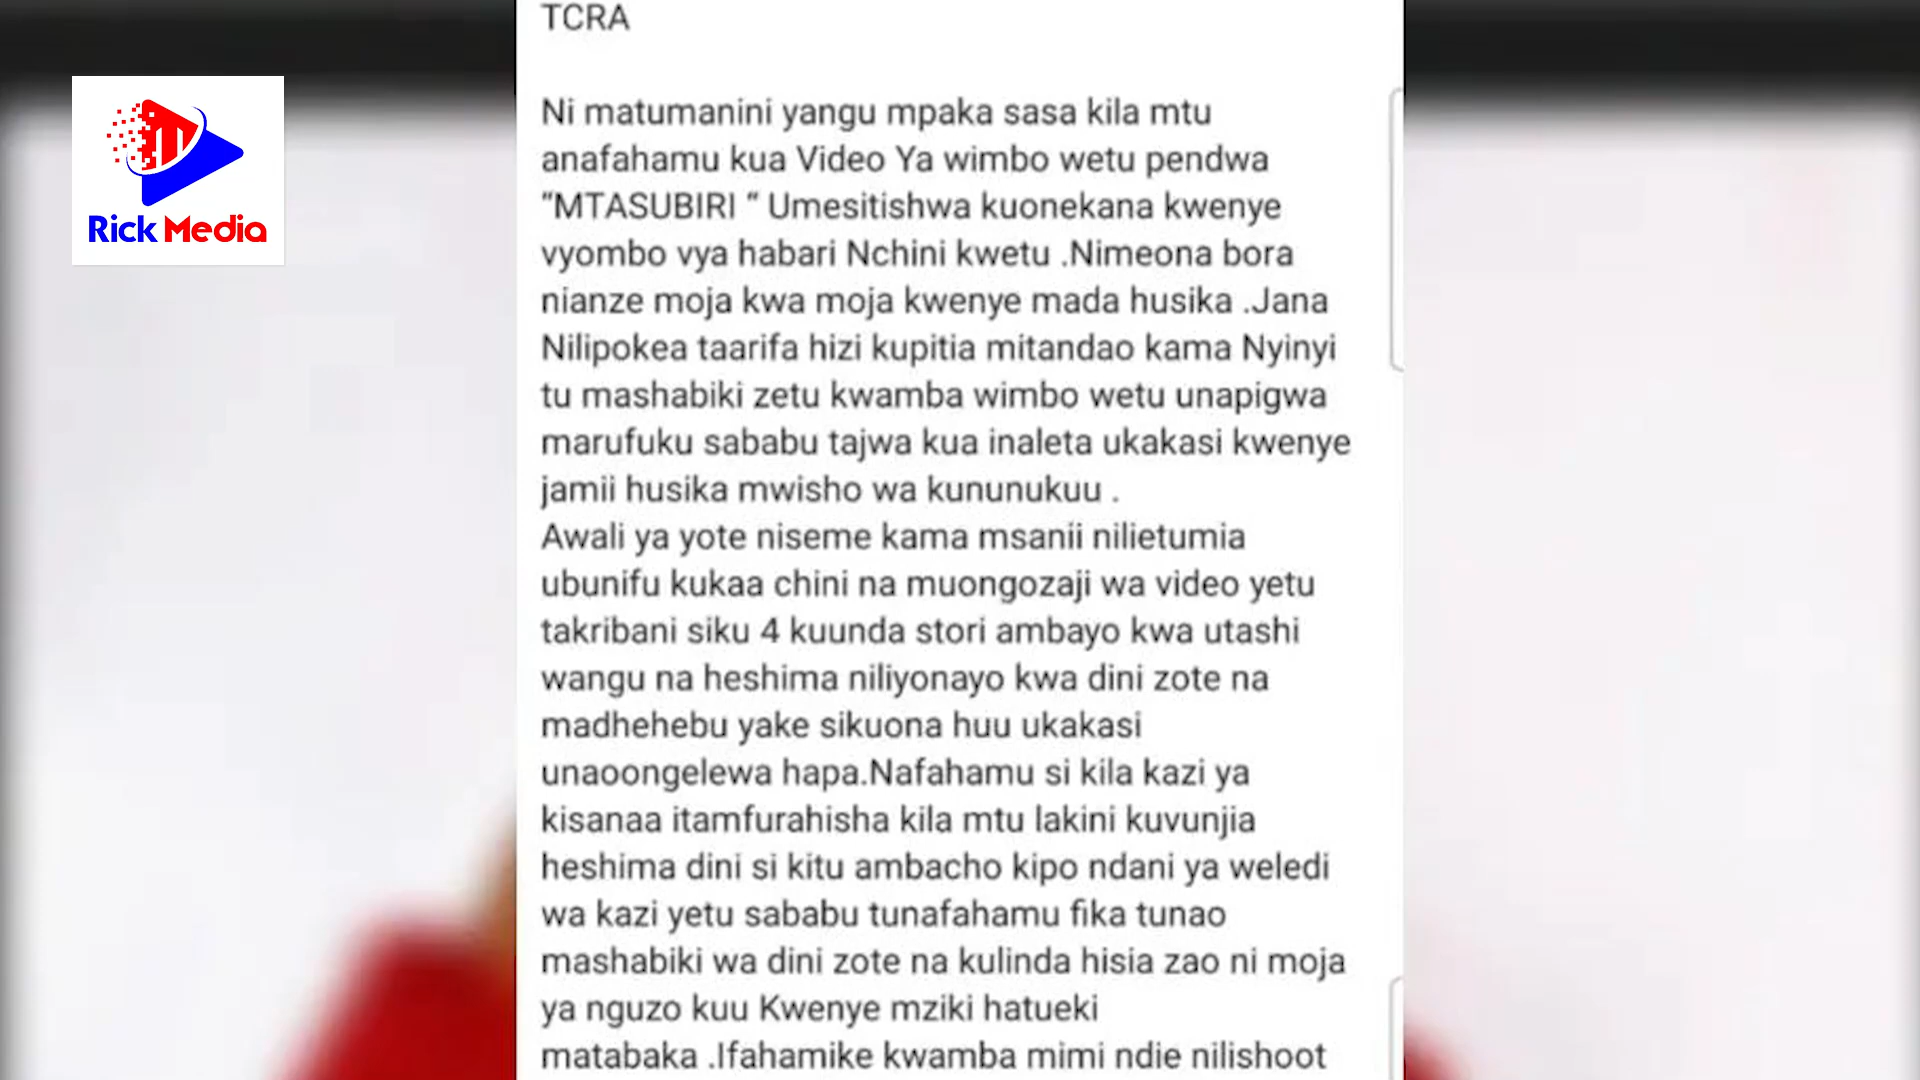 TCRA
Ni matumanini yangu mpaka sasa kila mtu
anafahamu kua Video Ya wimbo wetu pendwa
“MTASUBIRI “ Umesitishwa kuonekana kwenye
vyombo vya habari Nchini kwetu .Nimeona bora
nianze moja kwa moja kwenye mada husika .Jana
Nilipokea taarifa hizi kupitia mitandao kama Nyinyi
tu mashabiki zetu kwamba wimbo wetu unapigwa
marufuku sababu tajwa kua inaleta ukakasi kwenye
jamii husika mwisho wa kununukuu .
Awali ya yote niseme kama msanii nilietumia
ubunifu kukaa chini na muongozaji wa video yetu
takribani siku 4 kuunda stori ambayo kwa utashi
wangu na heshima niliyonayo kwa dini zote na
madhehebu yake sikuona huu ukakasi
unaoongelewa hapa.Nafahamu si kila kazi ya
kisanaa itamfurahisha kila mtu lakini kuvunjia
heshima dini si kitu ambacho kipo ndani ya weledi
wa kazi yetu sababu tunafahamu fika tunao
mashabiki wa dini zote na kulinda hisia zao ni moja
ya nguzo kuu Kwenye mziki hatueki
matabaka .Ifahamike kwamba mimi ndie nilishoot
Rick Media